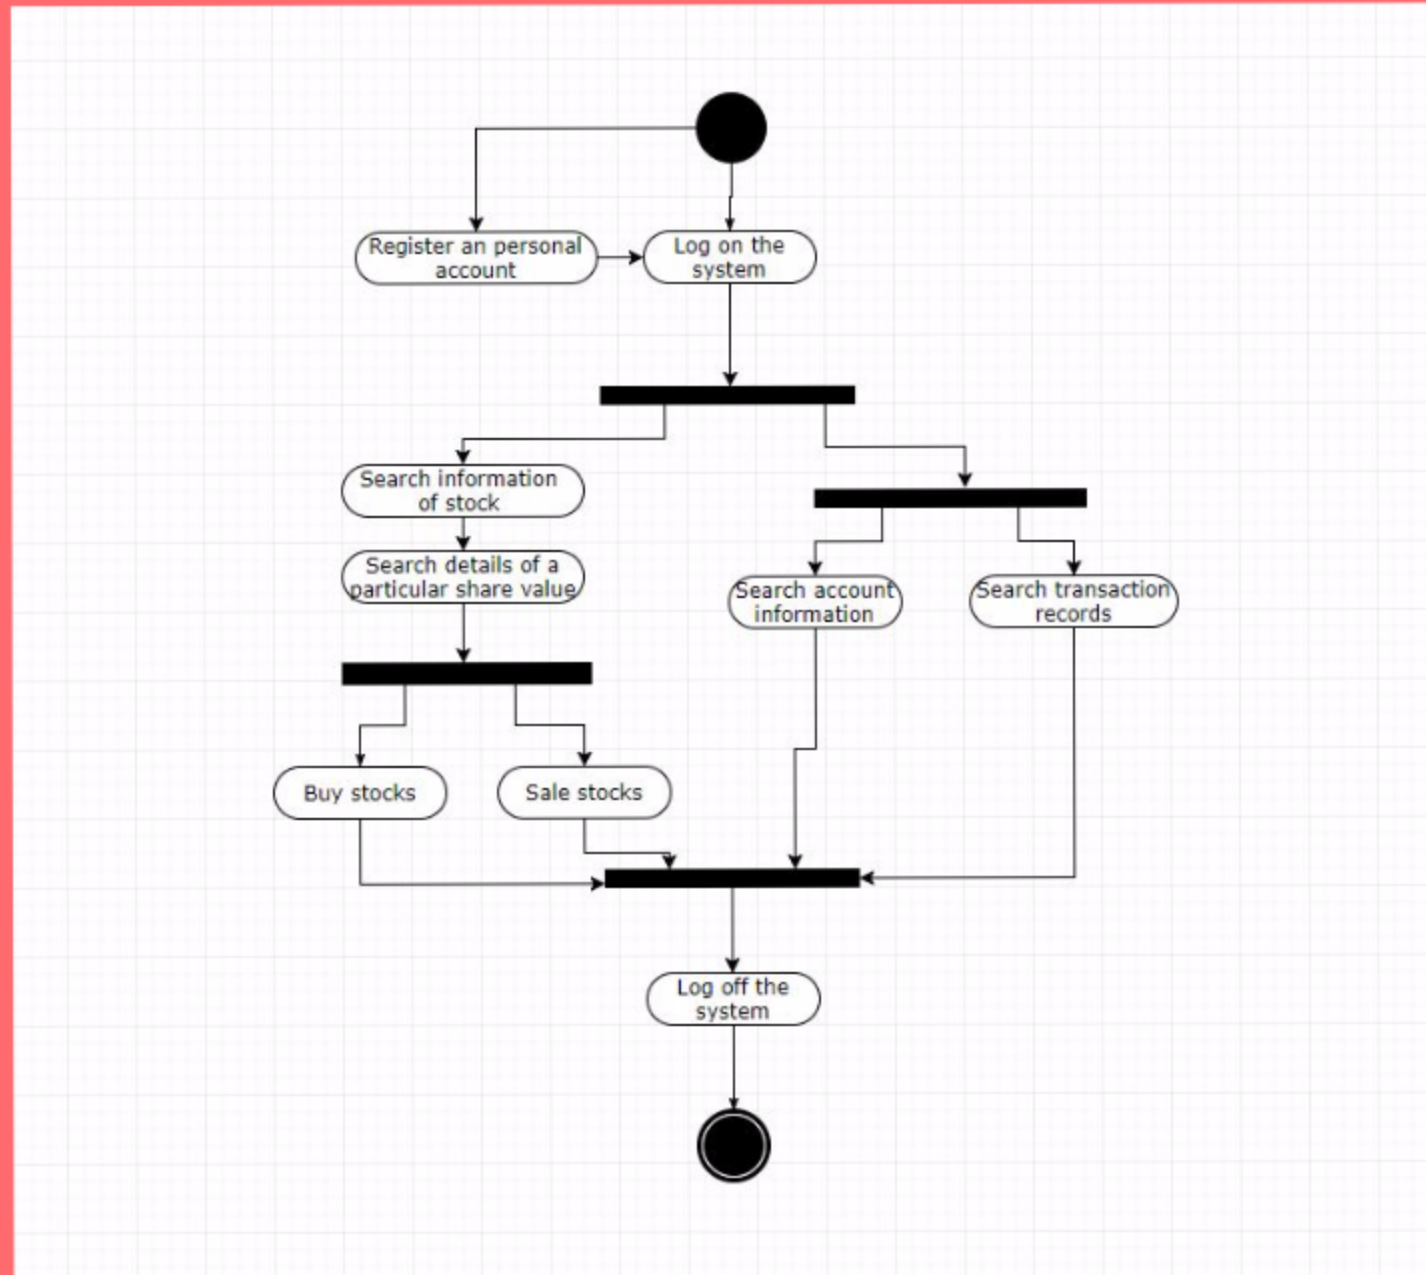 Register an personal
account
Log on the
system
Search information
of stock
Search details of a
particular share value
Search account
information
Search transaction
records
Buy stocks
Sale stocks
Log off the
system